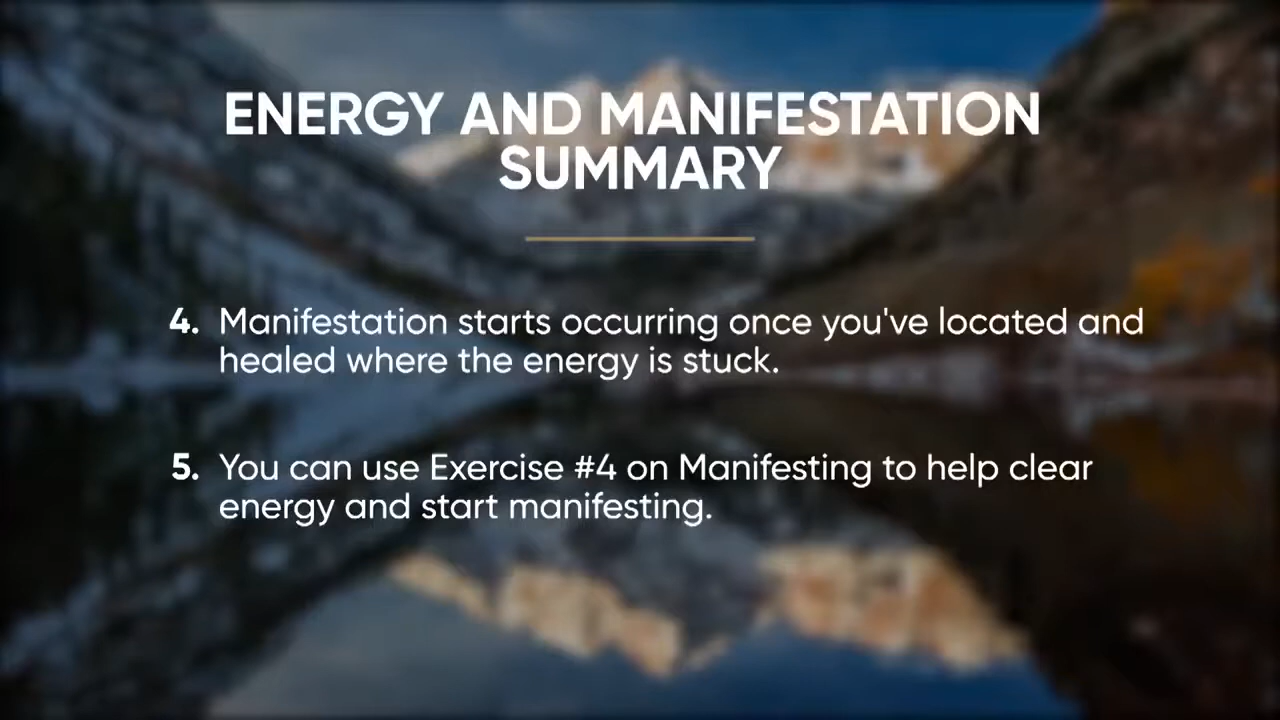 ENERGY AND MANIFESTATION
SUMMARY
4. Manifestation starts occurring once you've located and
healed where the energy is stuck.
5. You can use Exercise #4 on Manifesting to help clear
energy and start manifesting.